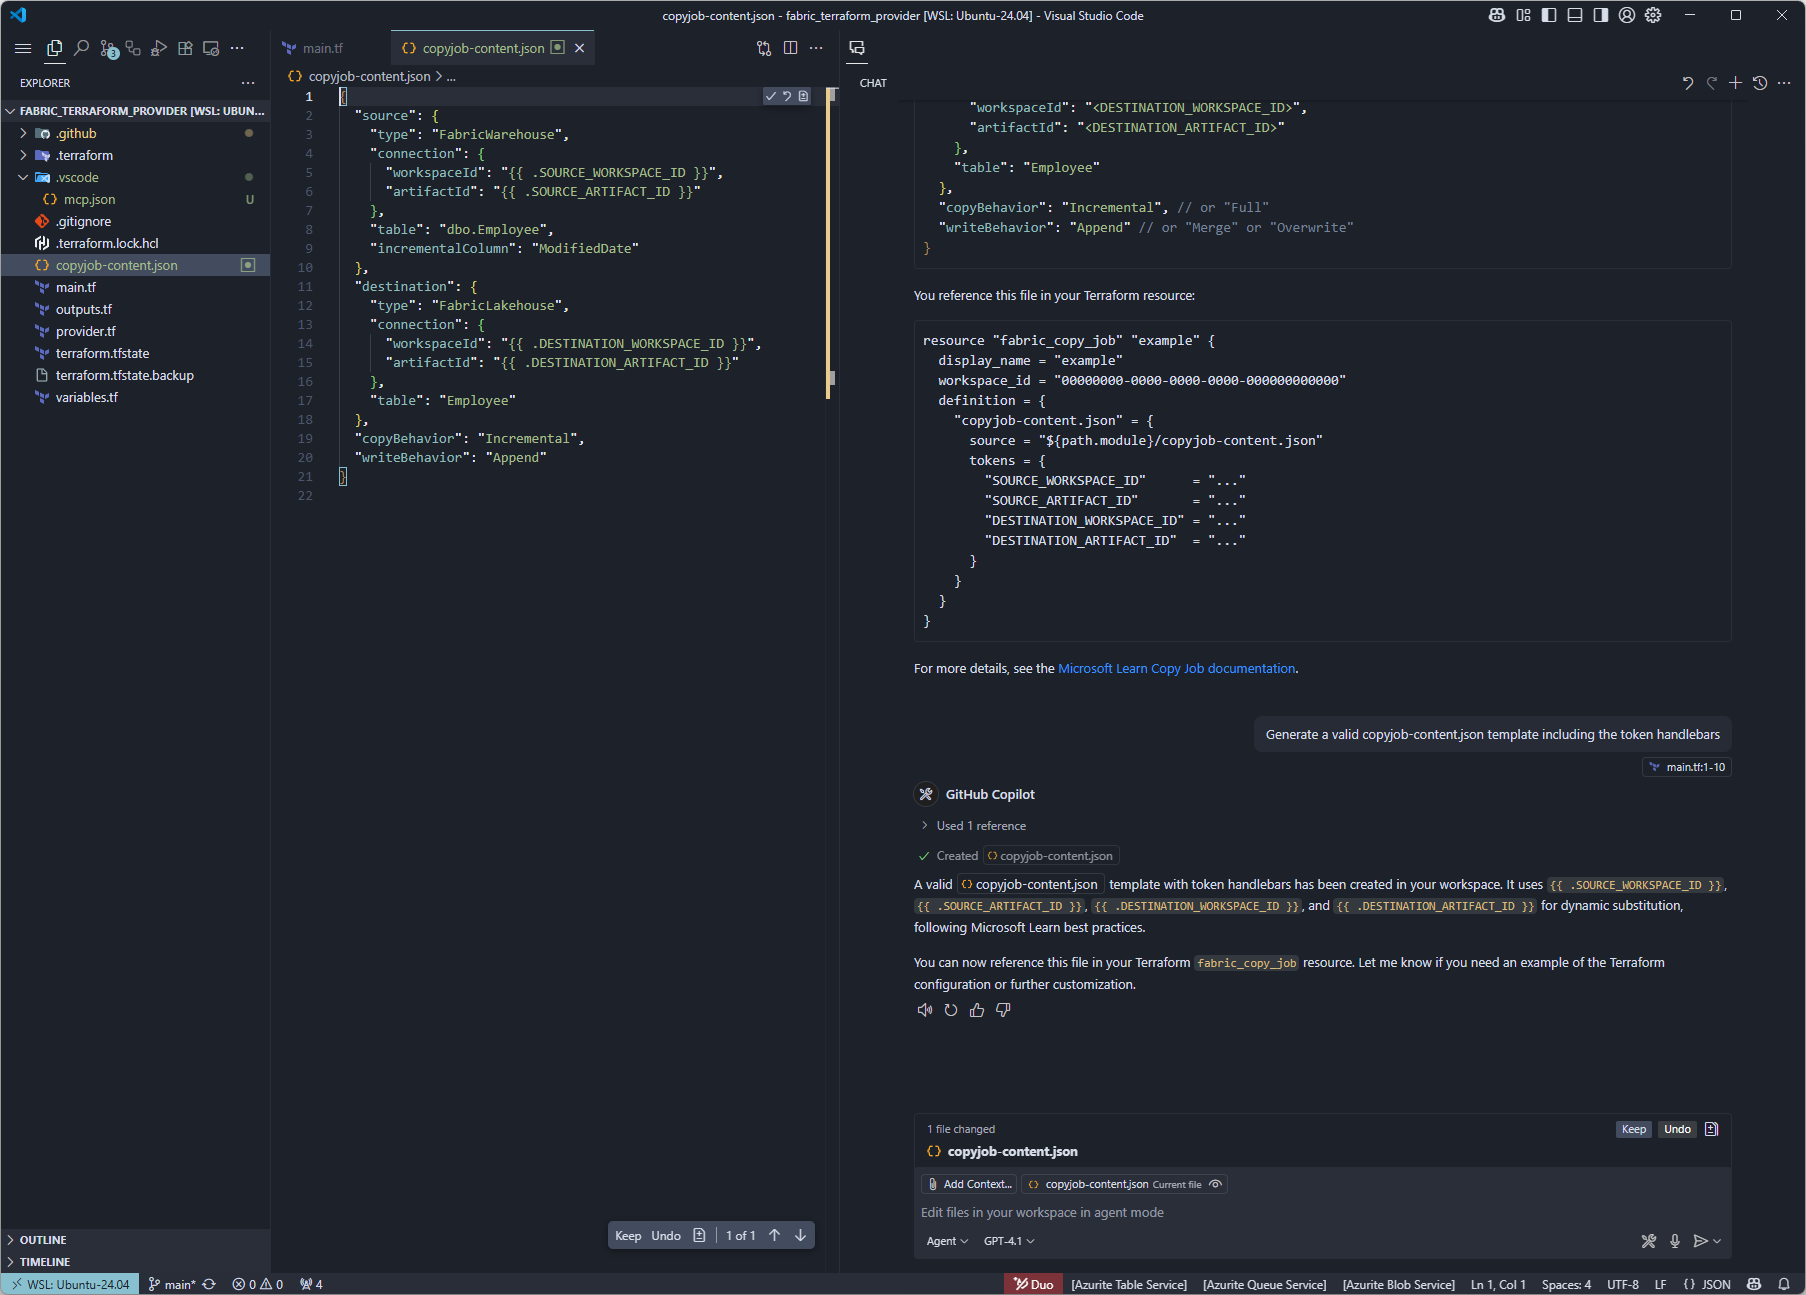 copyjob-content.json - fabric_terraform_provider [WSL: Ubuntu-24.04] - Visual Studio Code
3
EXPLORER
FABRIC_TERRAFORM_PROVIDER [WSL: UBUN...
.github
.terraform
.vscode
mcp.json U
.gitignore
.terraform.lock.hcl
copyjob-content.json
main.tf
outputs.tf
provider.tf
terraform.tfstate
terraform.tfstate.backup
variables.tf
OUTLINE
TIMELINE
main.tf
copyjob-content.json
copyjob-content.json > ...
1 {
2 "source": {
3 "type": "FabricWarehouse",
4 "connection": {
5 "workspaceId": "{{ .SOURCE_WORKSPACE_ID }}",
6 "artifactId": "{{ .SOURCE_ARTIFACT_ID }}"
7 },
8 "table": "dbo.Employee",
9 "incrementalColumn": "ModifiedDate"
10 },
11 "destination": {
12 "type": "FabricLakehouse",
13 "connection": {
14 "workspaceId": "{{ .DESTINATION_WORKSPACE_ID }}",
15 "artifactId": "{{ .DESTINATION_ARTIFACT_ID }}"
16 },
17 "table": "Employee"
18 },
19 "copyBehavior": "Incremental",
20 "writeBehavior": "Append"
21 }
22
Keep Undo 1 of 1
CHAT
"workspaceId": "<DESTINATION_WORKSPACE_ID>",
"artifactId": "<DESTINATION_ARTIFACT_ID>"
},
"table": "Employee"
},
"copyBehavior": "Incremental", // or "Full"
"writeBehavior": "Append" // or "Merge" or "Overwrite"
}
You reference this file in your Terraform resource:
resource "fabric_copy_job" "example" {
display_name = "example"
workspace_id = "00000000-0000-0000-0000-000000000000"
definition = {
"copyjob-content.json" = {
source = "${path.module}/copyjob-content.json"
tokens = {
"SOURCE_WORKSPACE_ID" = "..."
"SOURCE_ARTIFACT_ID" = "..."
"DESTINATION_WORKSPACE_ID" = "..."
"DESTINATION_ARTIFACT_ID" = "..."
}
}
}
}
For more details, see the Microsoft Learn Copy Job documentation.
Generate a valid copyjob-content.json template including the token handlebars
main.tf:1-10
GitHub Copilot
Used 1 reference
Created copyjob-content.json
A valid copyjob-content.json template with token handlebars has been created in your workspace. It uses {{ .SOURCE_WORKSPACE_ID }},
{{ .SOURCE_ARTIFACT_ID }}, {{ .DESTINATION_WORKSPACE_ID }}, and {{ .DESTINATION_ARTIFACT_ID }} for dynamic substitution,
following Microsoft Learn best practices.
You can now reference this file in your Terraform fabric_copy_job resource. Let me know if you need an example of the Terraform
configuration or further customization.
1 file changed Keep Undo
copyjob-content.json
Add Context... copyjob-content.json Current file
Edit files in your workspace in agent mode
Agent GPT-4.1
WSL: Ubuntu-24.04 main* 0 0 4 Duo [Azurite Table Service] [Azurite Queue Service] [Azurite Blob Service] Ln 1, Col 1 Spaces: 4 UTF-8 LF {} JSON